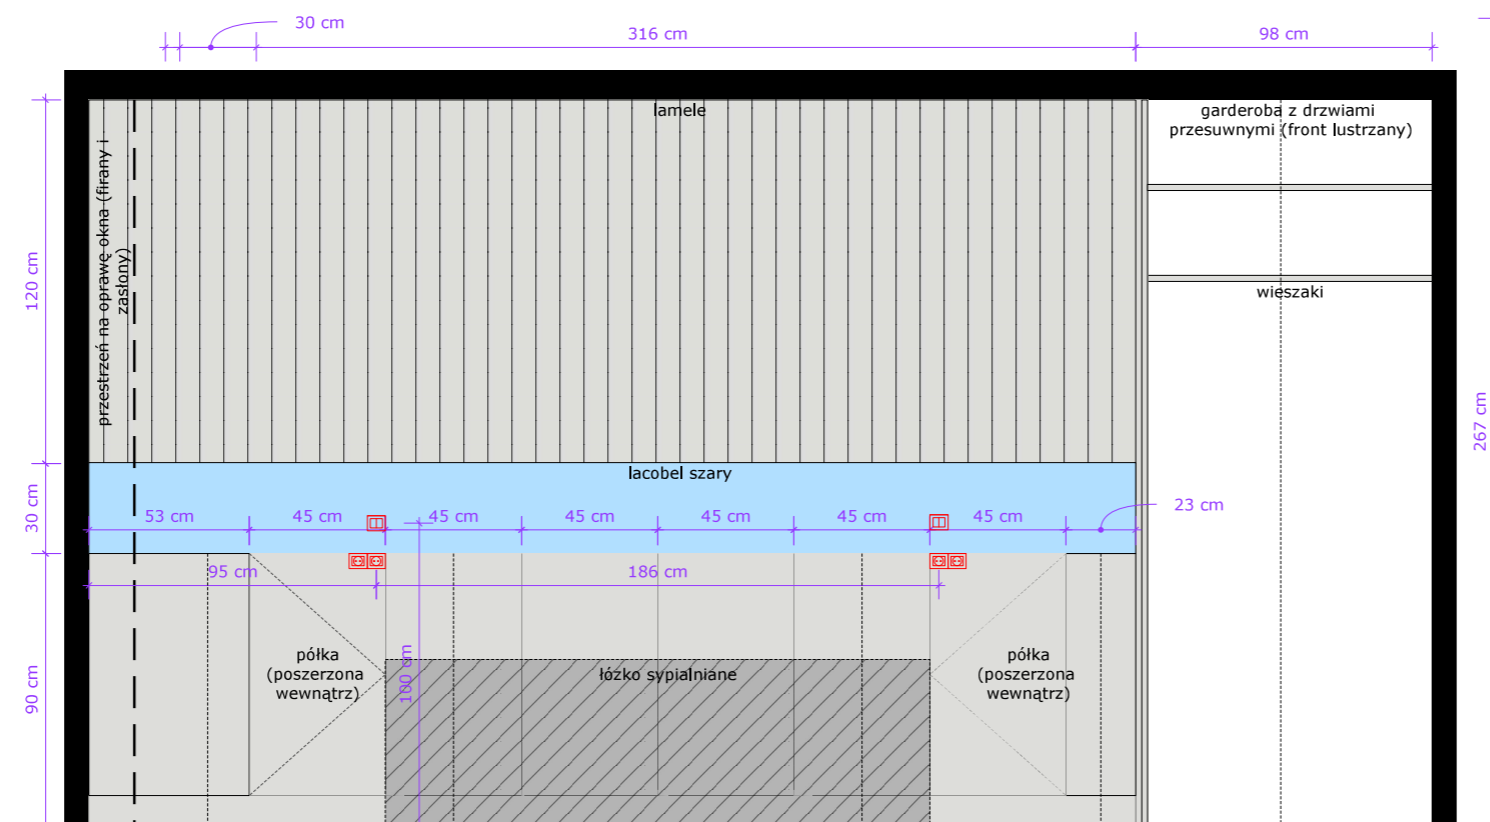 30 cm
316 cm
98 cm
lamele
garderoba z drzwiami
przesuwnymi (front lustrzany)
przestrzeń na oprawę okna (firany i
zasłony)
120 cm
wieszaki
267 cm
lacobel szary
30 cm
53 cm
45 cm
45 cm
45 cm
45 cm
45 cm
45 cm
23 cm
95 cm
186 cm
półka
(poszerzona
wewnątrz)
100 cm
łóżko sypialniane
półka
(poszerzona
wewnątrz)
90 cm